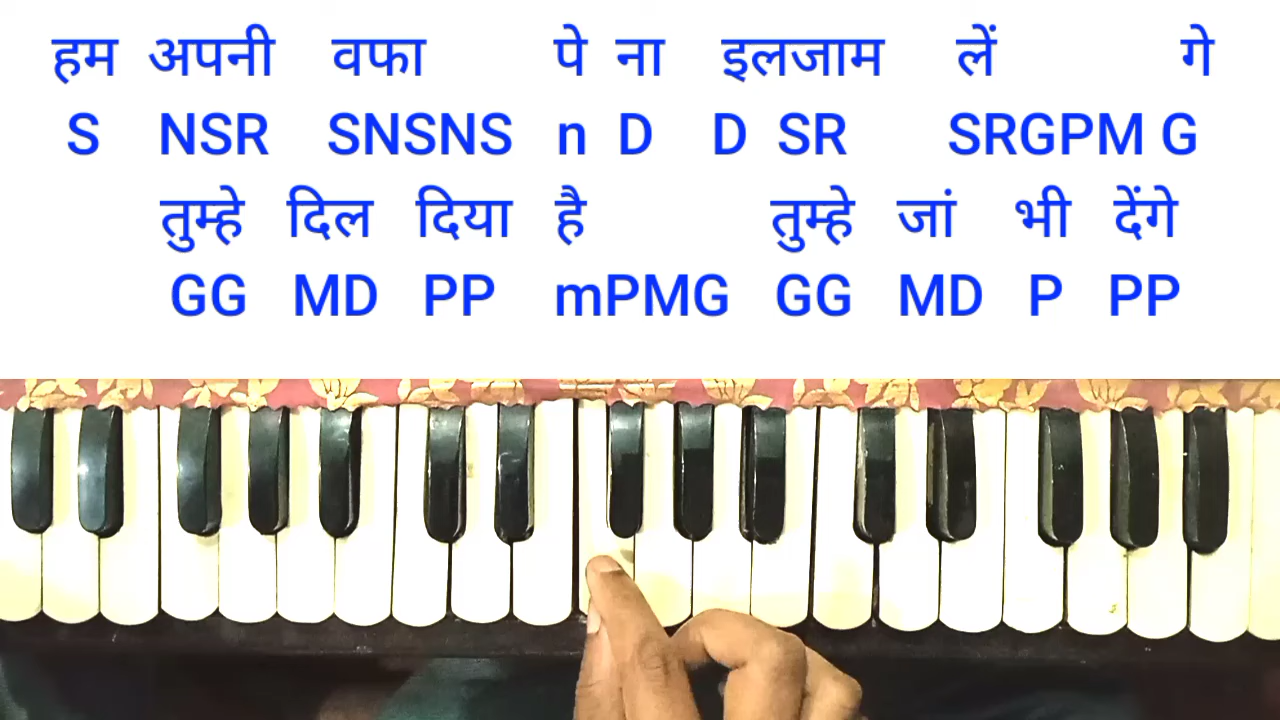 हम अपनी वफा पे ना इलजाम लें गे
S NSR SNSNS n D D SR SRGPM G
तुम्हे दिल दिया है तुम्हे जां भी देंगे
GG MD PP mPMG GG MD P PP